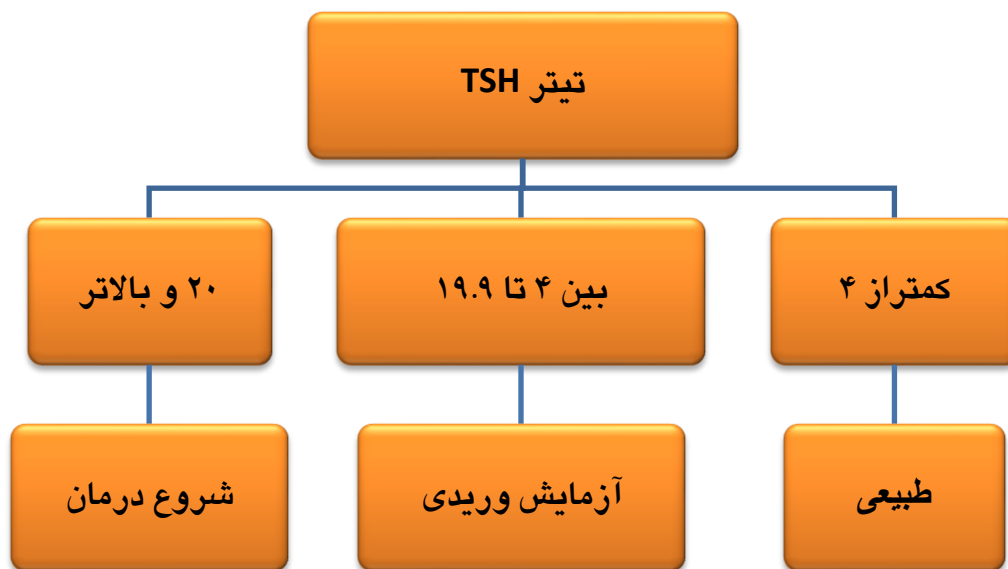 تیتر TSH
کمتراز ۴
بین ۴ تا ۱۹.۹
۲۰ و بالاتر
طبیعی
آزمایش وریدی
شروع درمان